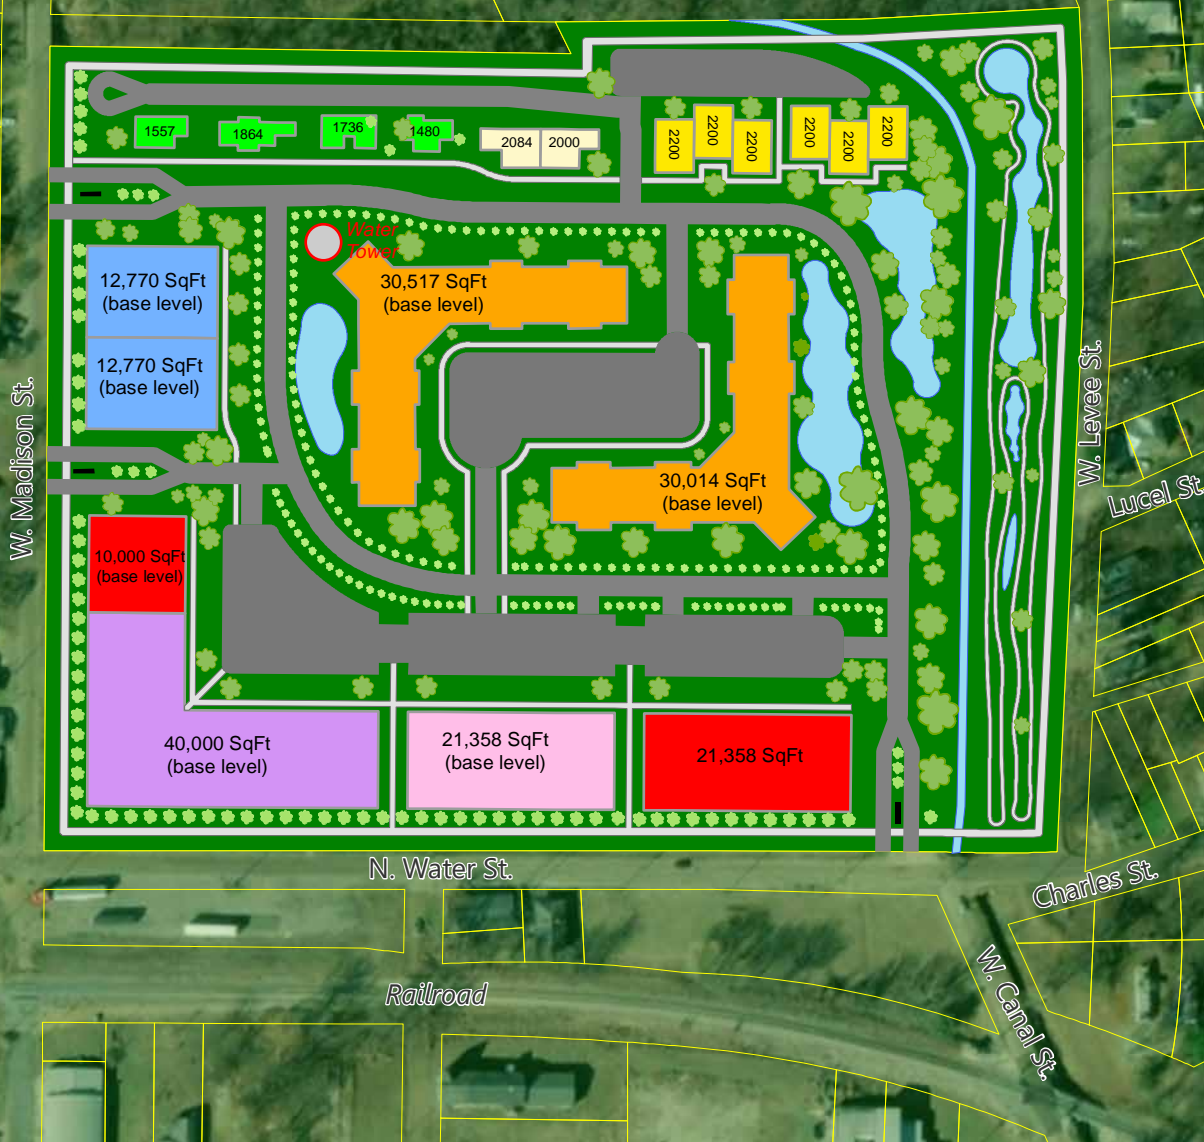 1557
1864
1736
1480
2084
2000
2200
2200
2200
2200
2200
2200
Water
Tower
12,770 SqFt
(base level)
12,770 SqFt
(base level)
30,517 SqFt
(base level)
30,014 SqFt
(base level)
10,000 SqFt
(base level)
40,000 SqFt
(base level)
21,358 SqFt
(base level)
21,358 SqFt
W. Madison St.
W. Levee St.
Lucel St.
N. Water St.
Charles St.
W. Canal St.
Railroad